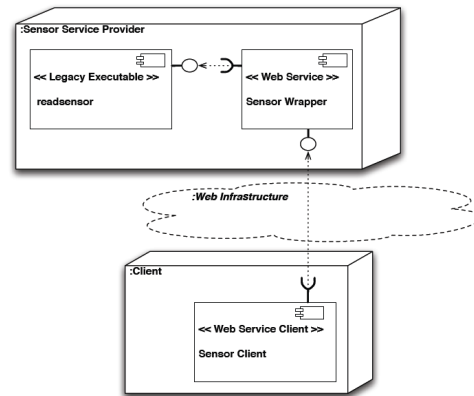 :Sensor Service Provider
<< Legacy Executable >>
readsensor
<< Web Service >>
Sensor Wrapper
:Web Infrastructure
:Client
<< Web Service Client >>
Sensor Client